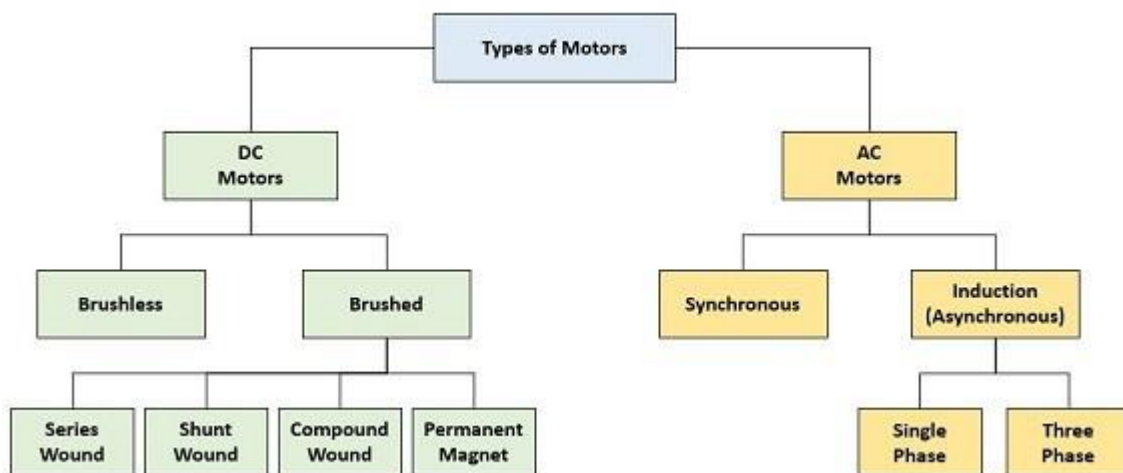 Types of Motors
DC
Motors
AC
Motors
Brushless
Brushed
Synchronous
Induction
(Asynchronous)
Series
Wound
Shunt
Wound
Compound
Wound
Permanent
Magnet
Single
Phase
Three
Phase